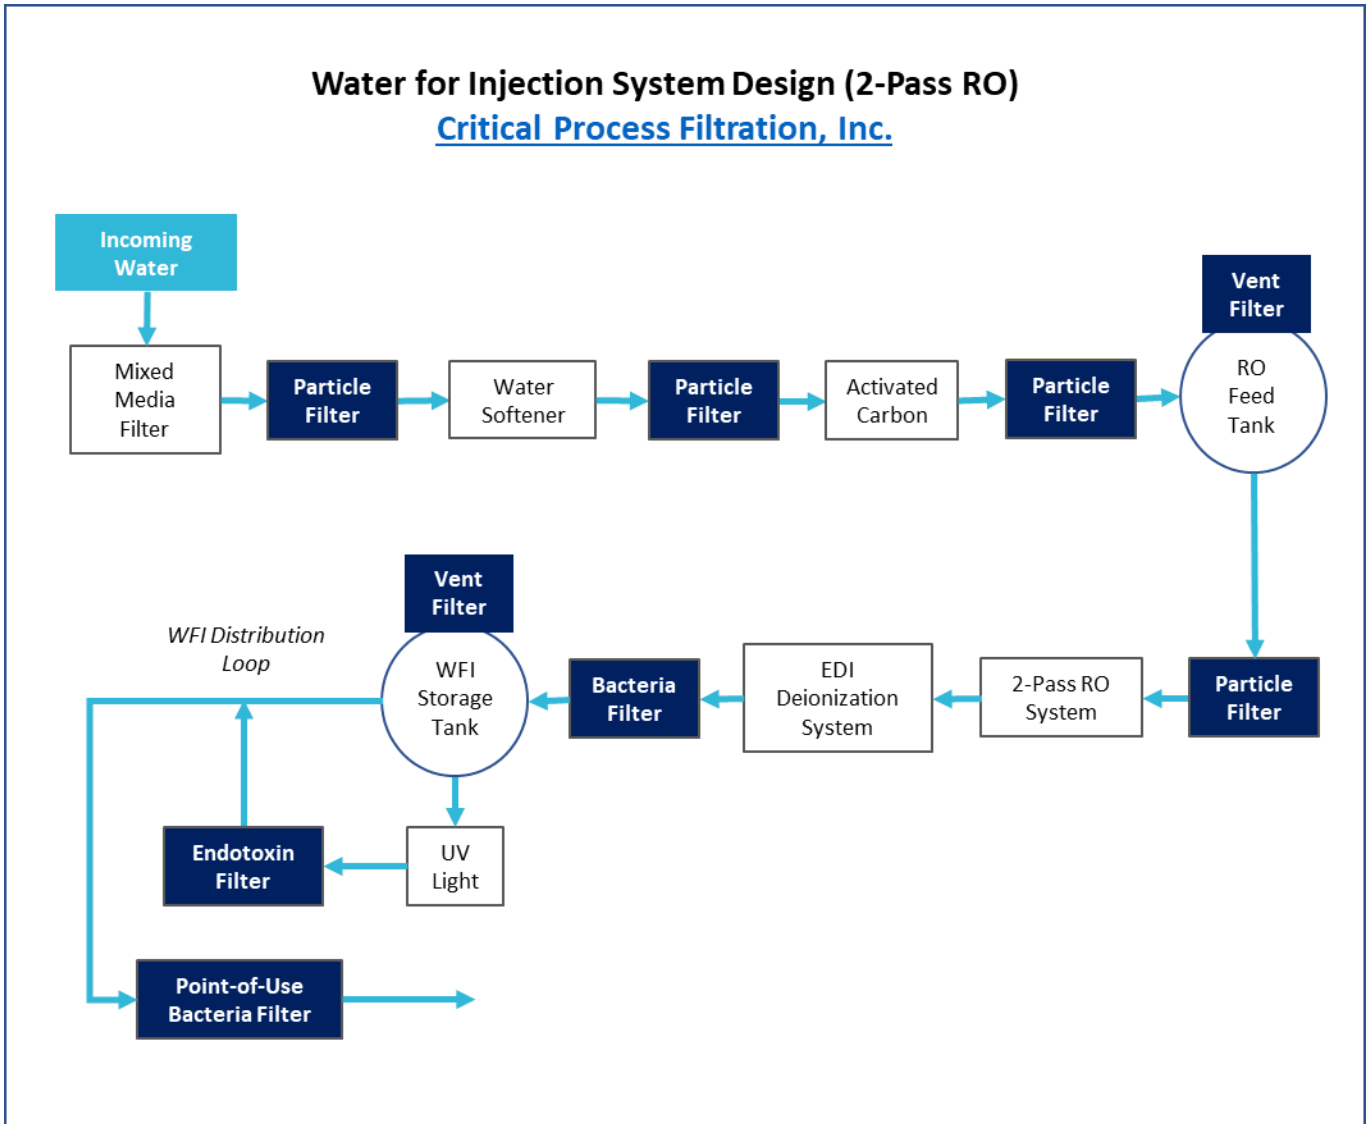 Water for Injection System Design (2-Pass RO)
Critical Process Filtration, Inc.
Incoming
Water
Mixed
Media
Filter
Particle
Filter
Water
Softener
Particle
Filter
Activated
Carbon
Particle
Filter
Vent
Filter
RO
Feed
Tank
Particle
Filter
2-Pass RO
System
EDI
Deionization
System
Bacteria
Filter
Vent
Filter
WFI
Storage
Tank
WFI Distribution
Loop
UV
Light
Endotoxin
Filter
Point-of-Use
Bacteria Filter